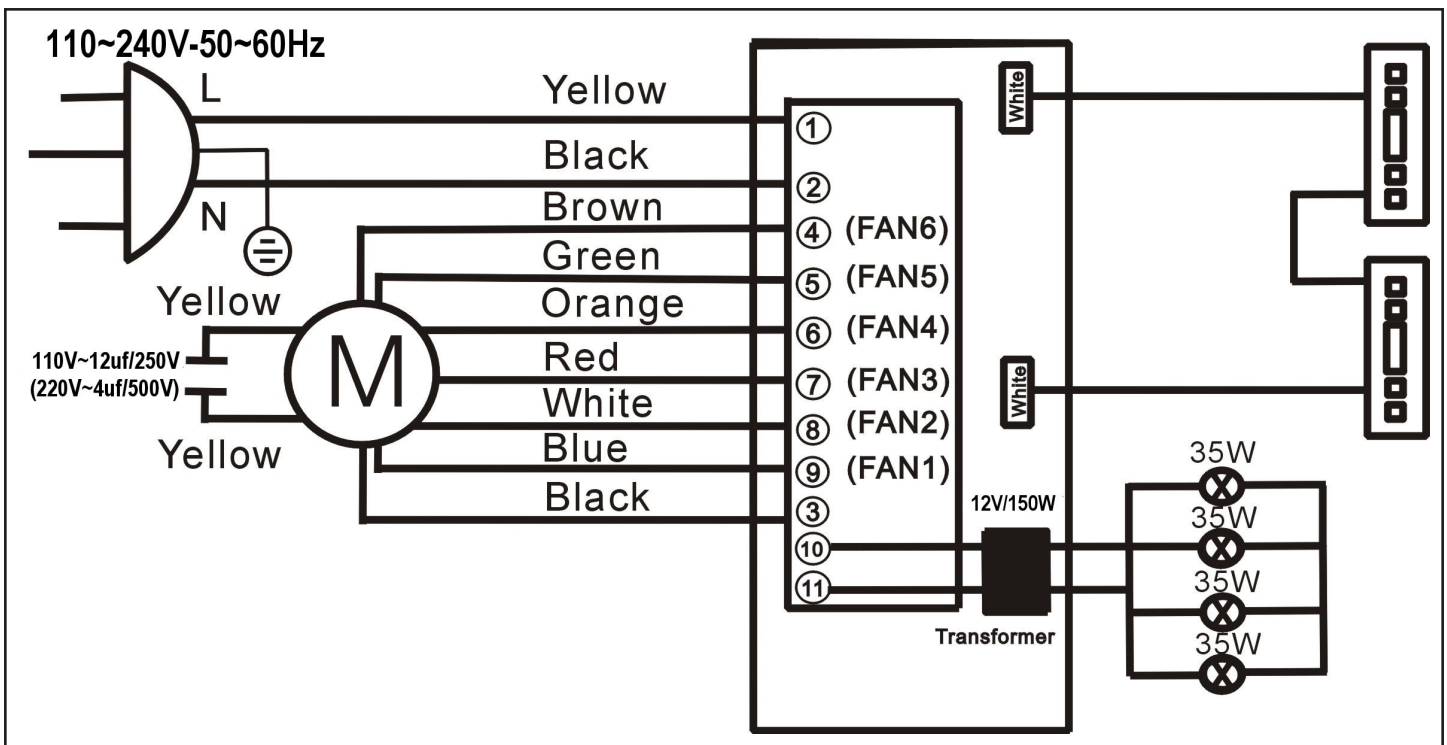 110~240V-50~60Hz
L
N
Yellow
Black
Brown
Green
Orange
Red
White
Blue
Black
Yellow
110V~12uf/250V
(220V~4uf/500V)
Yellow
M
1
2
4 (FAN6)
5 (FAN5)
6 (FAN4)
7 (FAN3)
8 (FAN2)
9 (FAN1)
3
10
11
White
White
12V/150W
Transformer
35W
35W
35W
35W